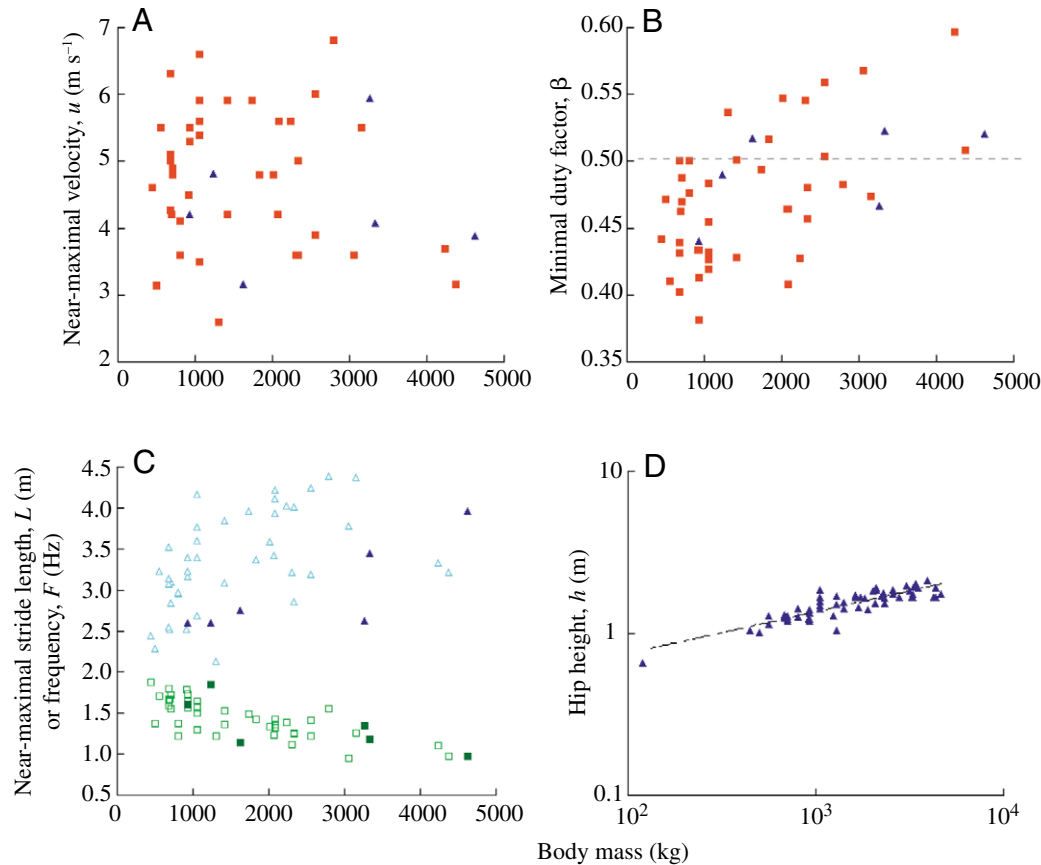 A
Near-maximal velocity, u (m s⁻¹)
7
6
5
4
3
2
0 1000 2000 3000 4000 5000
B
Minimal duty factor, β
0.60
0.55
0.50
0.45
0.40
0.35
0 1000 2000 3000 4000 5000
C
Near-maximal stride length, L (m)
or frequency, F (Hz)
4.5
4.0
3.5
3.0
2.5
2.0
1.5
1.0
0.5
0 1000 2000 3000 4000 5000
D
Hip height, h (m)
10
1
0.1
10² 10³ 10⁴
Body mass (kg)